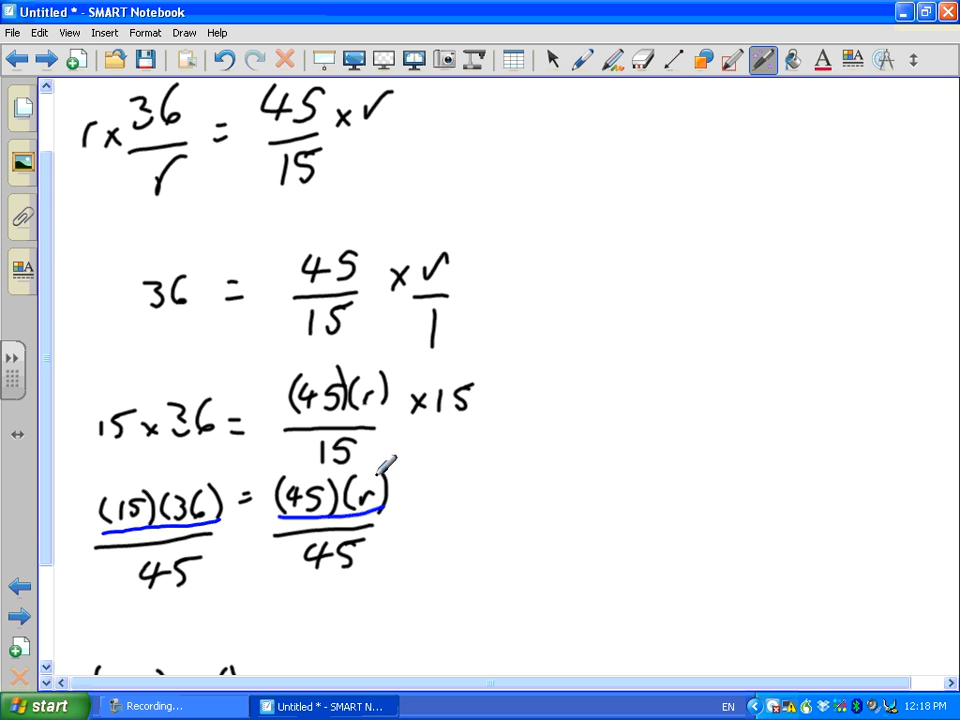 Untitled * - SMART Notebook
File Edit View Insert Format Draw Help
r × 36/r = 45/15 × r
36 = 45/15 × r/1
15 × 36 = (45)(r)/15 × 15
(15)(36)/45 = (45)(r)/45
start Recording... Untitled * - SMART N... EN 12:18 PM